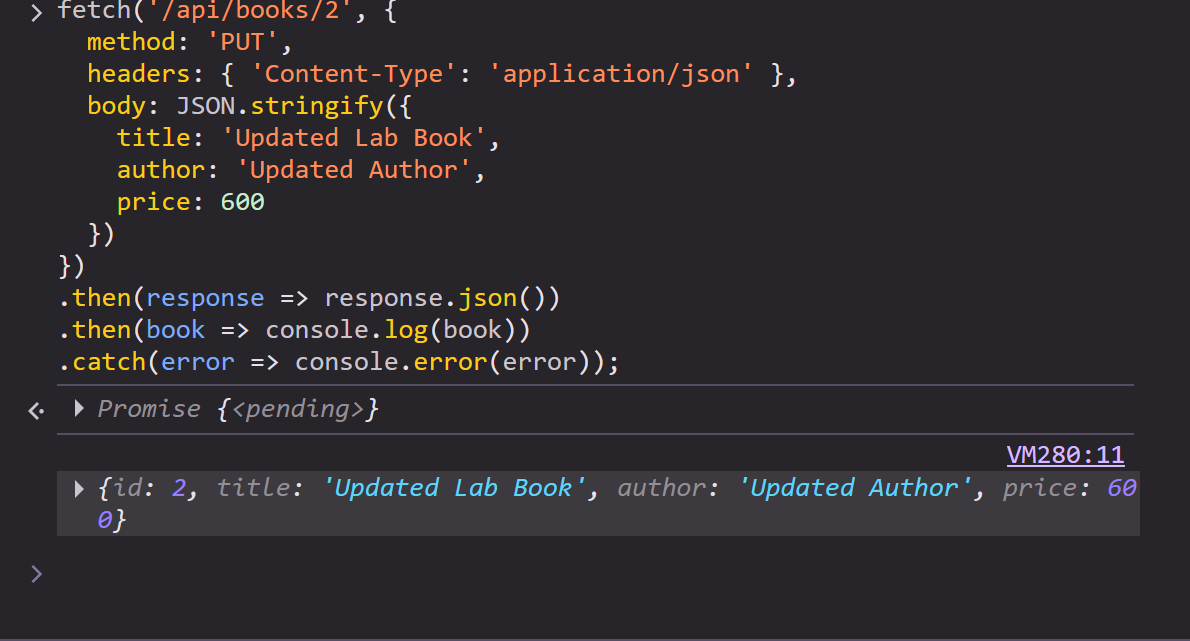 fetch('/api/books/2', {
  method: 'PUT',
  headers: { 'Content-Type': 'application/json' },
  body: JSON.stringify({
    title: 'Updated Lab Book',
    author: 'Updated Author',
    price: 600
  })
})
.then(response => response.json())
.then(book => console.log(book))
.catch(error => console.error(error));
Promise {<pending>}
VM280:11
{id: 2, title: 'Updated Lab Book', author: 'Updated Author', price: 60
0}